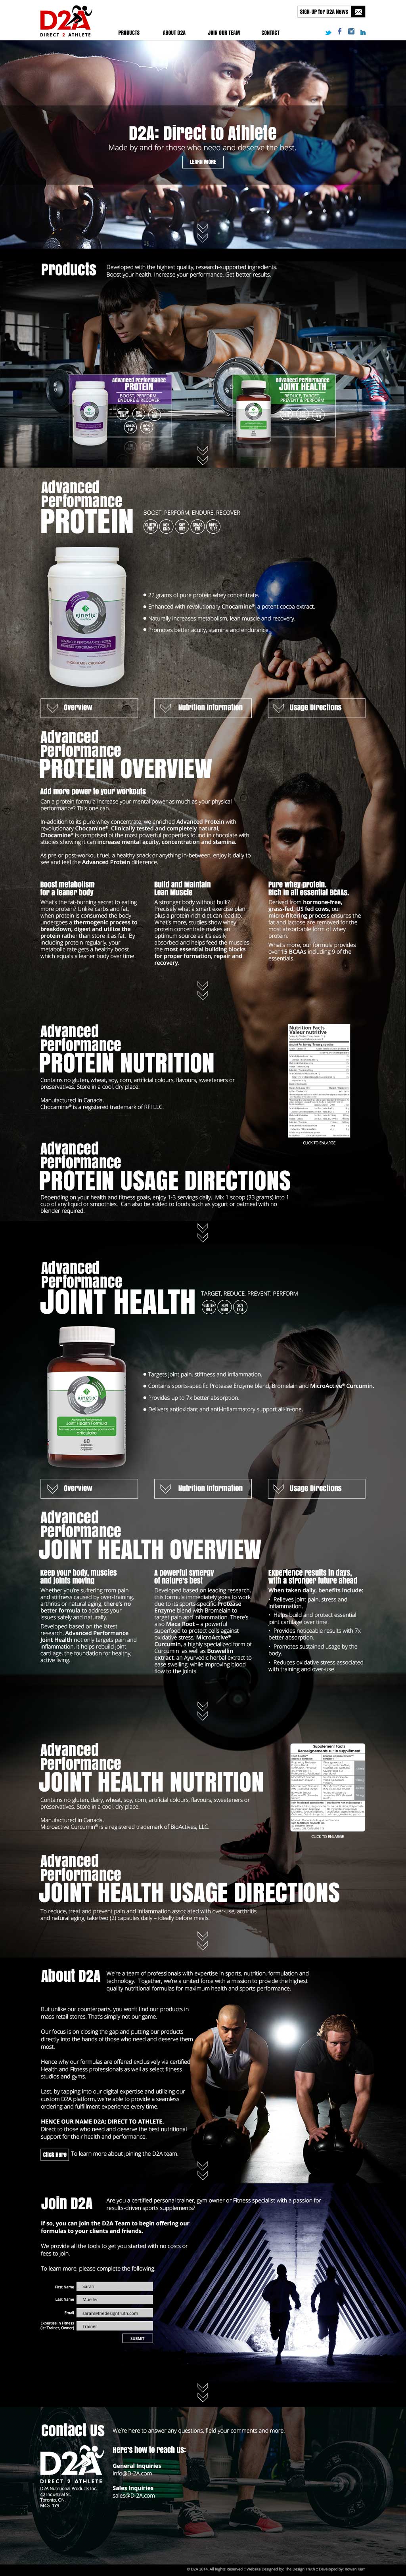 D2A
DIRECT 2 ATHLETE
SIGN-UP for D2A News
PRODUCTS
ABOUT D2A
JOIN OUR TEAM
CONTACT
D2A: Direct to Athlete
Made by and for those who need and deserve the best.
LEARN MORE
Products
Developed with the highest quality, research-supported ingredients.
Boost your health. Increase your performance. Get better results.
Advanced Performance
PROTEIN
BOOST, PERFORM,
ENDURE & RECOVER
Advanced Performance
JOINT HEALTH
REDUCE, TARGET,
PREVENT & PERFORM
Advanced
Performance
PROTEIN
BOOST, PERFORM, ENDURE, RECOVER
GLUTEN FREE
NON GMO
SOY FREE
GRASS FED
100% PURE
kinetix
• 22 grams of pure protein whey concentrate.
• Enhanced with revolutionary Chocamine®, a potent cocoa extract.
• Naturally increases metabolism, lean muscle and recovery.
• Promotes better acuity, stamina and endurance.
Overview
Nutrition Information
Usage Directions
Advanced
Performance
PROTEIN OVERVIEW
Add more power to your workouts
Can a protein formula increase your mental power as much as your physical
performance? This one can.
In-addition to its pure whey concentrate, we enriched Advanced Protein with
revolutionary Chocamine®. Clinically tested and completely natural,
Chocamine® is comprised of the most powerful properties found in chocolate with
studies showing it can increase mental acuity, concentration and stamina.
As pre or post-workout fuel, a healthy snack or anything in-between, enjoy it daily to
see and feel the Advanced Protein difference.
Boost metabolism
for a leaner body
What's the fat-burning secret to eating
more protein? Unlike carbs and fat,
when protein is consumed the body
undergoes a thermogenic process to
breakdown, digest and utilize the
protein rather than store it as fat. By
including protein regularly, your
metabolic rate gets a healthy boost
which equals a leaner body over time.
Build and Maintain
Lean Muscle
A stronger body without bulk?
Precisely what a smart exercise plan
plus a protein-rich diet can lead to.
What's more, studies show whey
protein concentrate makes an
optimum source as it's easily
absorbed and helps feed the muscles
the most essential building blocks
for proper formation, repair and
recovery.
Pure whey protein.
Rich in all essential BCAAs.
Derived from hormone-free,
grass-fed, US fed cows, our
micro-filtering process ensures the
fat and lactose are removed for the
most absorbable form of whey
protein.
What's more, our formula provides
over 15 BCAAs including 9 of the
essentials.
Advanced
Performance
PROTEIN NUTRITION
Contains no gluten, wheat, soy, corn, artificial colours, flavours, sweeteners or
preservatives. Store in a cool, dry place.
Manufactured in Canada.
Chocamine® is a registered trademark of RFI LLC.
Nutrition Facts
Valeur nutritive
CLICK TO ENLARGE
Advanced
Performance
PROTEIN USAGE DIRECTIONS
Depending on your health and fitness goals, enjoy 1-3 servings daily. Mix 1 scoop (33 grams) into 1
cup of any liquid or smoothies. Can also be added to foods such as yogurt or oatmeal with no
blender required.
Advanced
Performance
JOINT HEALTH
TARGET, REDUCE, PREVENT, PERFORM
GLUTEN FREE
NON GMO
SOY FREE
kinetix
Joint Health Formula
60
• Targets joint pain, stiffness and inflammation.
• Contains sports-specific Protease Enzyme blend, Bromelain and MicroActive® Curcumin.
• Provides up to 7x better absorption.
• Delivers antioxidant and anti-inflammatory support all-in-one.
Overview
Nutrition Information
Usage Directions
Advanced
Performance
JOINT HEALTH OVERVIEW
Keep your body, muscles
and joints moving
Whether you're suffering from pain
and stiffness caused by over-training,
arthritis or natural aging, there's no
better formula to address your
issues safely and naturally.
Developed based on the latest
research, Advanced Performance
Joint Health not only targets pain and
inflammation, it helps rebuild joint
cartilage, the foundation for healthy,
active living.
A powerful synergy
of nature's best
Developed based on leading research,
this formula immediately goes to work
due to its sports-specific Protease
Enzyme blend with Bromelain to
target pain and inflammation. There's
also Maca Root – a powerful
superfood to protect cells against
oxidative stress; MicroActive®
Curcumin, a highly specialized form of
Curcumin as well as Boswellin
extract, an Ayurvedic herbal extract to
ease swelling, while improving blood
flow to the joints.
Experience results in days,
with a stronger future ahead
When taken daily, benefits include:
• Relieves joint pain, stress and
inflammation.
• Helps build and protect essential
joint cartilage over time.
• Provides noticeable results with 7x
better absorption.
• Promotes sustained usage by the
body.
• Reduces oxidative stress associated
with training and over-use.
Advanced
Performance
JOINT HEALTH NUTRITION
Contains no gluten, dairy, wheat, soy, corn, artificial colours, flavours, sweeteners or
preservatives. Store in a cool, dry place.
Manufactured in Canada.
Microactive Curcumin® is a registered trademark of BioActives, LLC.
Supplement Facts
Renseignements sur le supplément
CLICK TO ENLARGE
Advanced
Performance
JOINT HEALTH USAGE DIRECTIONS
To reduce, treat and prevent pain and inflammation associated with over-use, arthritis
and natural aging, take two (2) capsules daily – ideally before meals.
About D2A
We're a team of professionals with expertise in sports, nutrition, formulation and
technology. Together, we're a united force with a mission to provide the highest
quality nutritional formulas for maximum health and sports performance.
But unlike our counterparts, you won't find our products in
mass retail stores. That's simply not our game.
Our focus is on closing the gap and putting our products
directly into the hands of those who need and deserve them
most.
Hence why our formulas are offered exclusively via certified
Health and Fitness professionals as well as select fitness
studios and gyms.
Last, by tapping into our digital expertise and utilizing our
custom D2A platform, we're able to provide a seamless
ordering and fulfillment experience every time.
HENCE OUR NAME D2A: DIRECT TO ATHLETE.
Direct to those who need and deserve the best nutritional
support for their health and performance.
Click Here
To learn more about joining the D2A team.
Join D2A
Are you a certified personal trainer, gym owner or Fitness specialist with a passion for
results-driven sports supplements?
If so, you can join the D2A Team to begin offering our
formulas to your clients and friends.
We provide all the tools to get you started with no costs or
fees to join.
To learn more, please complete the following:
First Name
Sarah
Last Name
Mueller
Email
sarah@thedesigntruth.com
Expertise in Fitness
(ie: Trainer, Owner)
Trainer
SUBMIT
Contact us
We're here to answer any questions, field your comments and more.
D2A
DIRECT 2 ATHLETE
D2A Nutritional Products Inc.
42 Industrial St.
Toronto, ON.
M4G 1Y9
Here's how to reach us:
General Inquiries
info@D-2A.com
Sales Inquiries
sales@D-2A.com
© D2A 2014. All Rights Reserved :: Website Designed by: The Design Truth :: Developed by: Rowan Kerr